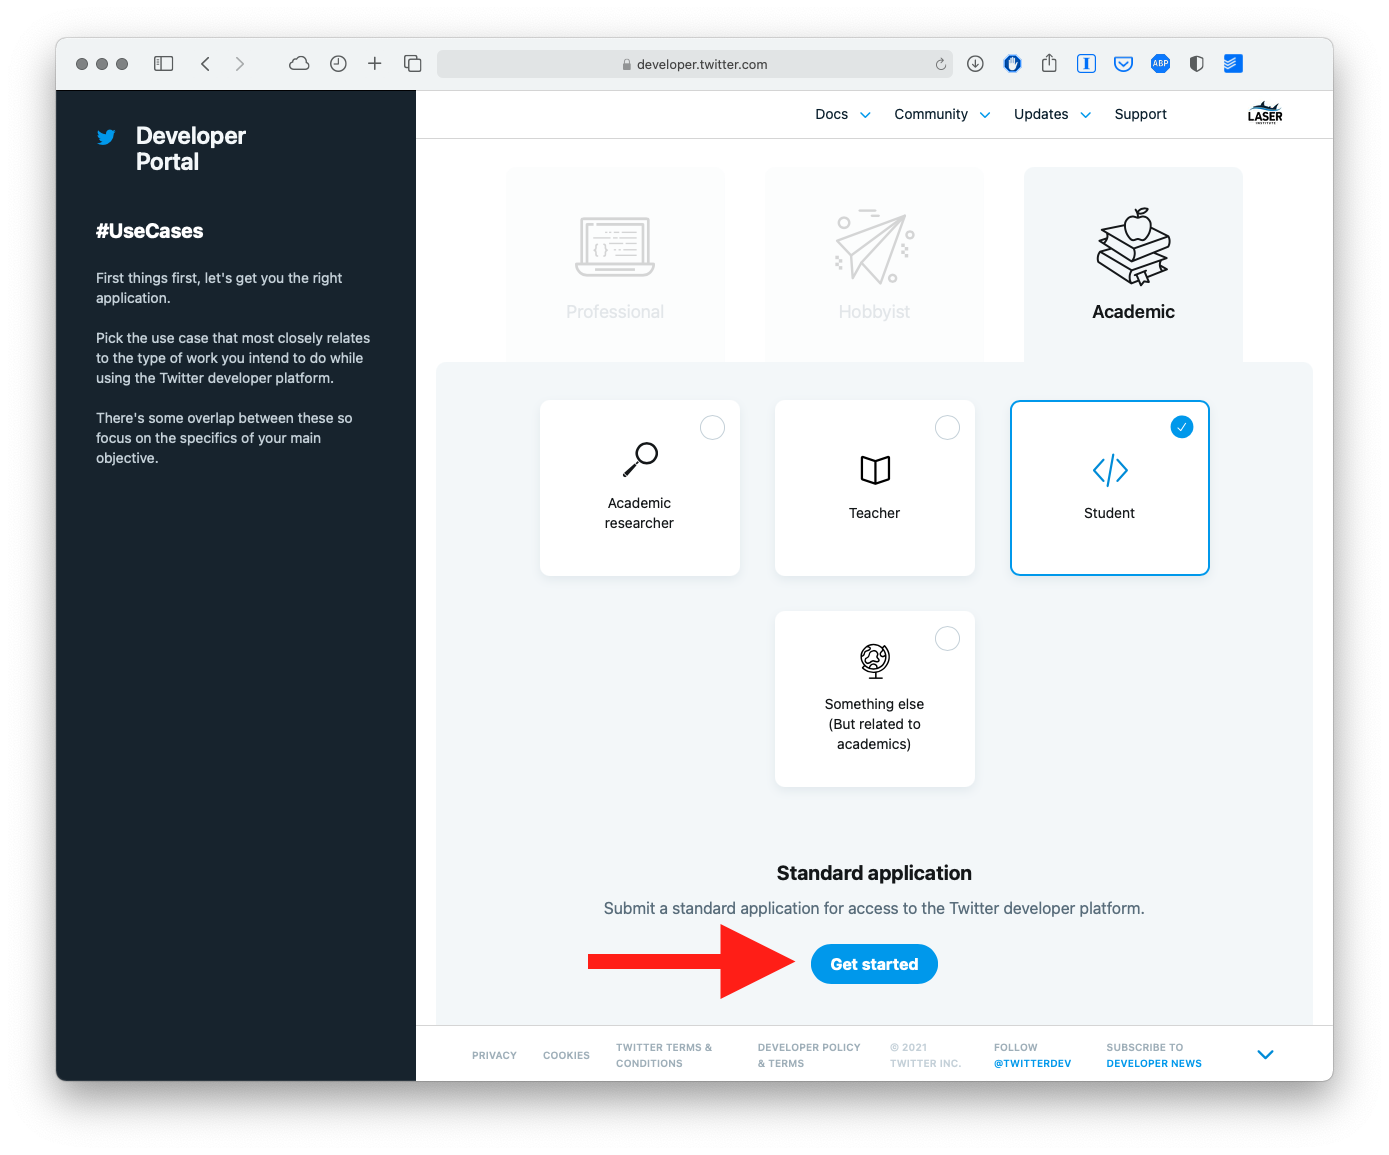 developer.twitter.com
ABP
Developer
Portal
#UseCases
First things first, let's get you the right
application.
Pick the use case that most closely relates
to the type of work you intend to do while
using the Twitter developer platform.
There's some overlap between these so
focus on the specifics of your main
objective.
Docs
Community
Updates
Support
LASER
INSTITUTE
{}
Professional
Hobbyist
Academic
Academic
researcher
Teacher
</>
Student
Something else
(But related to
academics)
Standard application
Submit a standard application for access to the Twitter developer platform.
Get started
PRIVACY
COOKIES
TWITTER TERMS &
CONDITIONS
DEVELOPER POLICY
& TERMS
© 2021
TWITTER INC.
FOLLOW
@TWITTERDEV
SUBSCRIBE TO
DEVELOPER NEWS